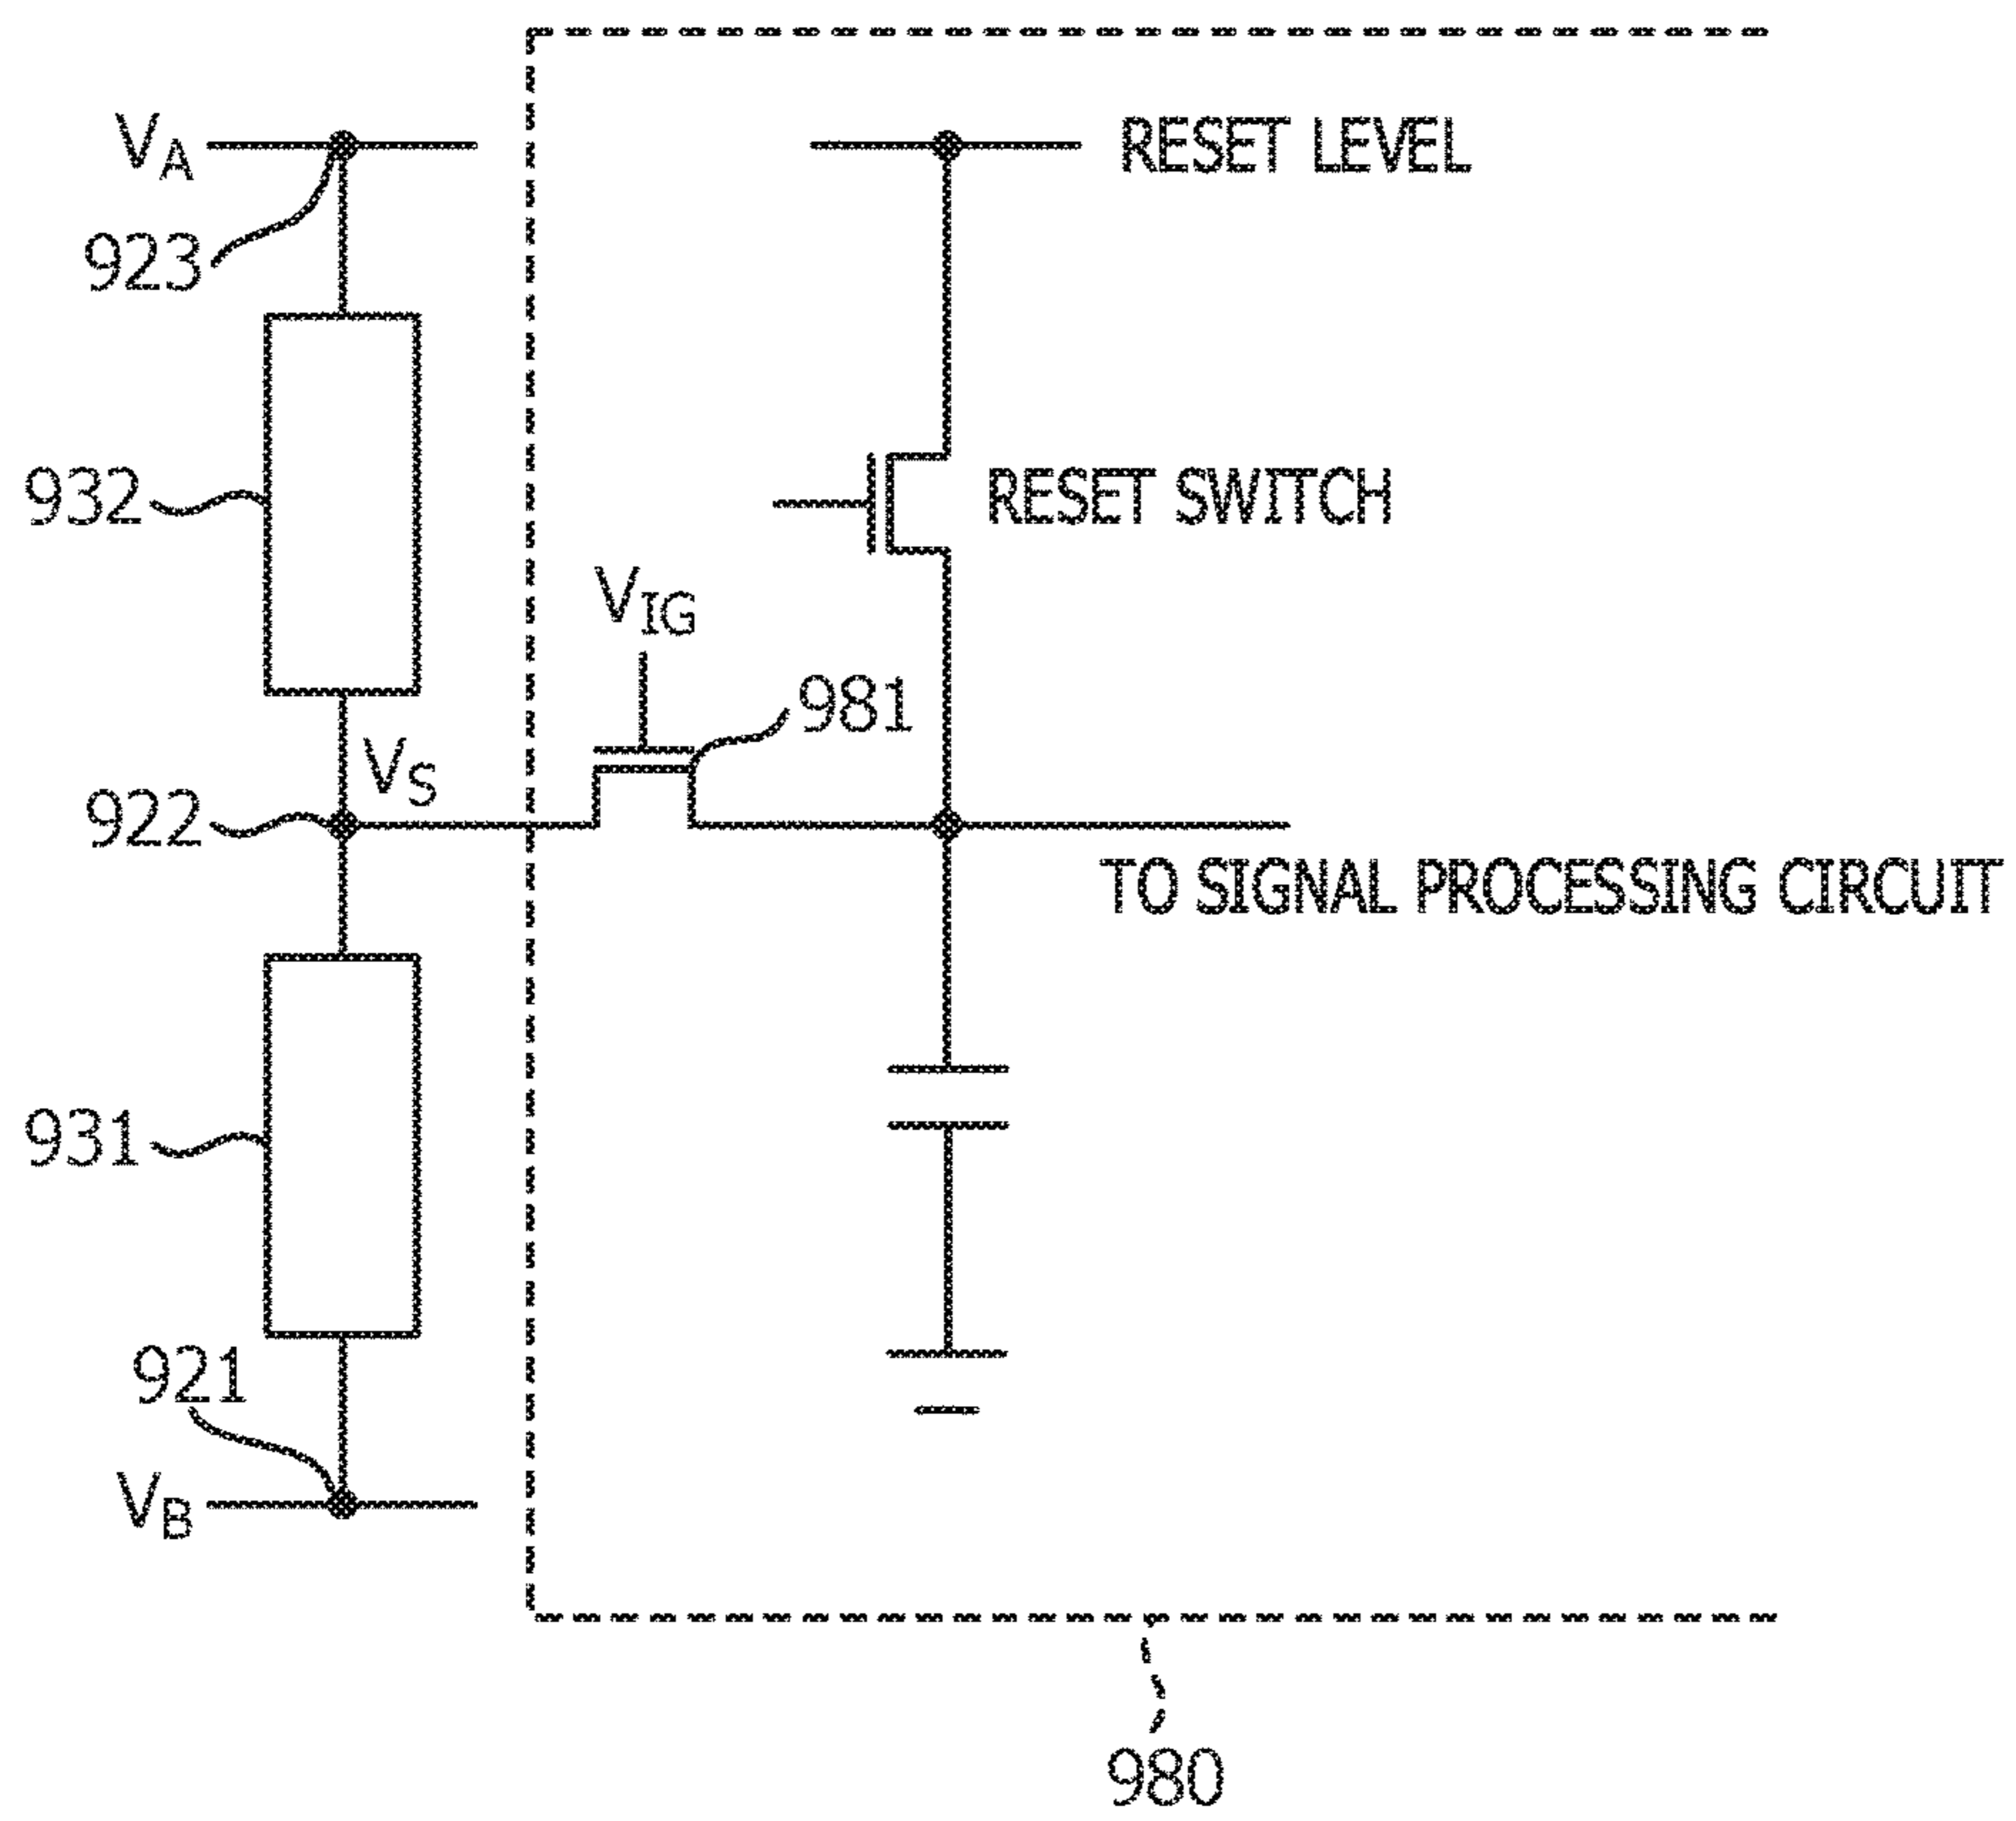 VA
RESET LEVEL
923
932
RESET SWITCH
VIG
981
VS
922
TO SIGNAL PROCESSING CIRCUIT
931
921
VB
980